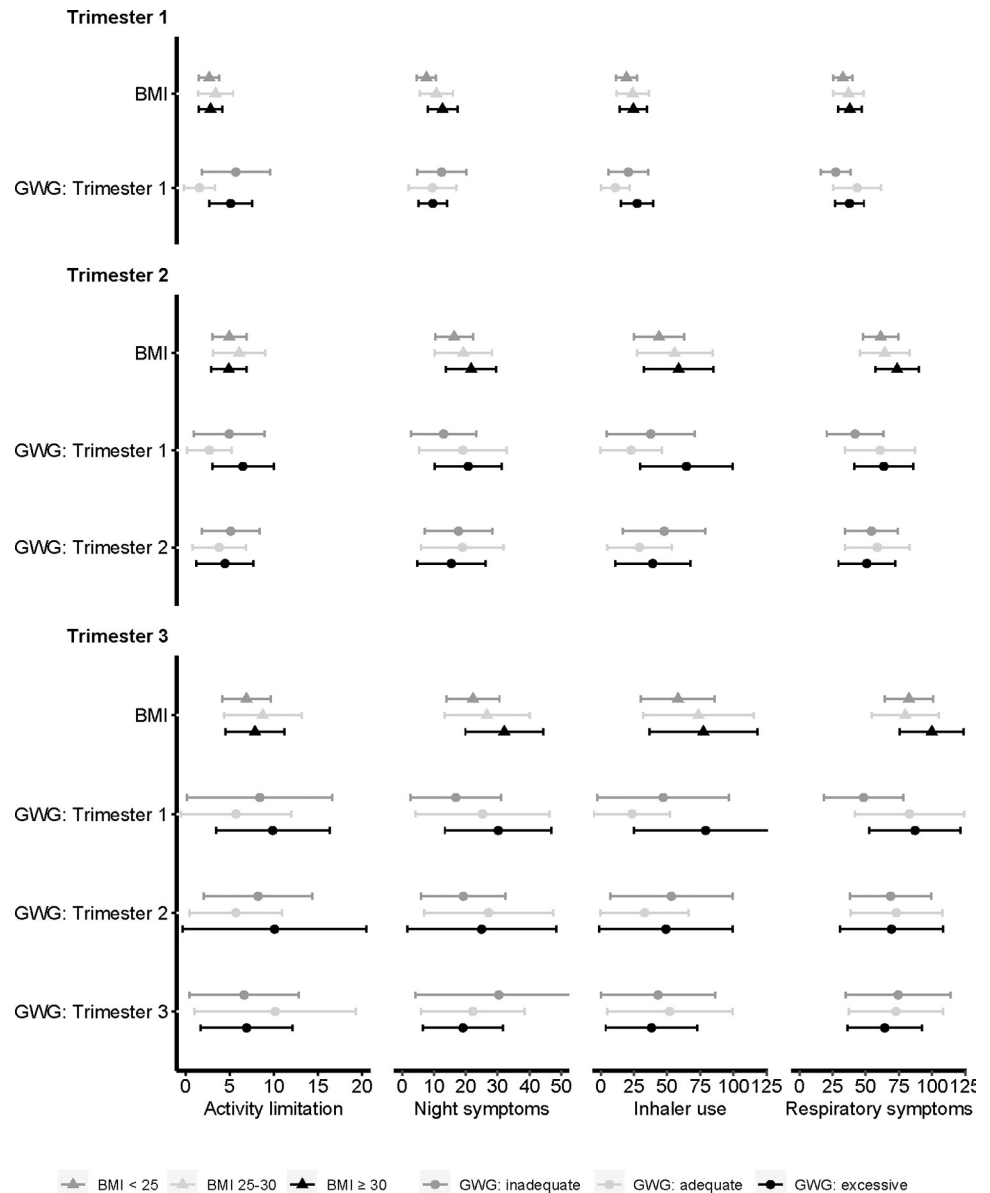 Trimester 1
BMI
GWG: Trimester 1
Trimester 2
BMI
GWG: Trimester 1
GWG: Trimester 2
Trimester 3
BMI
GWG: Trimester 1
GWG: Trimester 2
GWG: Trimester 3
0 5 10 15 20 0 10 20 30 40 50 0 25 50 75 100 125 0 25 50 75 100 125
Activity limitation Night symptoms Inhaler use Respiratory symptoms
BMI < 25 BMI 25-30 BMI ≥ 30 GWG: inadequate GWG: adequate GWG: excessive